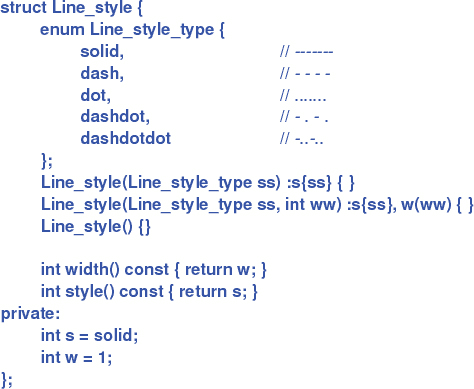 struct Line_style {
enum Line_style_type {
solid, // -------
dash, // - - - -
dot, // .......
dashdot, // - . - .
dashdotdot // -..-..
};
Line_style(Line_style_type ss) :s{ss} { }
Line_style(Line_style_type ss, int ww) :s{ss}, w(ww) { }
Line_style() {}
int width() const { return w; }
int style() const { return s; }
private:
int s = solid;
int w = 1;
};